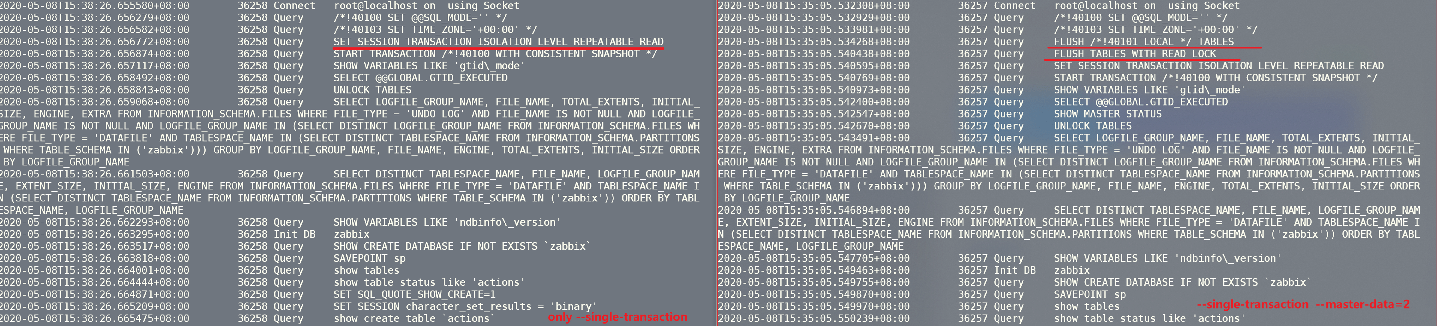 2020-05-08T15:38:26.655580+08:00 36258 Connect root@localhost on using Socket
2020-05-08T15:38:26.656279+08:00 36258 Query /*!40100 SET @@SQL_MODE='' */
2020-05-08T15:38:26.656582+08:00 36258 Query /*!40103 SET TIME_ZONE='+00:00' */
2020-05-08T15:38:26.656772+08:00 36258 Query SET SESSION TRANSACTION ISOLATION LEVEL REPEATABLE READ
2020-05-08T15:38:26.656874+08:00 36258 Query START TRANSACTION /*!40100 WITH CONSISTENT SNAPSHOT */
2020-05-08T15:38:26.657117+08:00 36258 Query SHOW VARIABLES LIKE 'gtid\_mode'
2020-05-08T15:38:26.658492+08:00 36258 Query SELECT @@GLOBAL.GTID_EXECUTED
2020-05-08T15:38:26.658843+08:00 36258 Query UNLOCK TABLES
2020-05-08T15:38:26.659068+08:00 36258 Query SELECT LOGFILE_GROUP_NAME, FILE_NAME, TOTAL_EXTENTS, INITIAL_
SIZE, ENGINE, EXTRA FROM INFORMATION_SCHEMA.FILES WHERE FILE_TYPE = 'UNDO LOG' AND FILE_NAME IS NOT NULL AND LOGFILE_
GROUP_NAME IS NOT NULL AND LOGFILE_GROUP_NAME IN (SELECT DISTINCT LOGFILE_GROUP_NAME FROM INFORMATION_SCHEMA.FILES WH
ERE FILE_TYPE = 'DATAFILE' AND TABLESPACE_NAME IN (SELECT DISTINCT TABLESPACE_NAME FROM INFORMATION_SCHEMA.PARTITIONS
WHERE TABLE_SCHEMA IN ('zabbix'))) GROUP BY LOGFILE_GROUP_NAME, FILE_NAME, ENGINE, TOTAL_EXTENTS, INITIAL_SIZE ORDER
BY LOGFILE_GROUP_NAME
2020-05-08T15:38:26.661503+08:00 36258 Query SELECT DISTINCT TABLESPACE_NAME, FILE_NAME, LOGFILE_GROUP_NAM
E, EXTENT_SIZE, INITIAL_SIZE, ENGINE FROM INFORMATION_SCHEMA.FILES WHERE FILE_TYPE = 'DATAFILE' AND TABLESPACE_NAME I
N (SELECT DISTINCT TABLESPACE_NAME FROM INFORMATION_SCHEMA.PARTITIONS WHERE TABLE_SCHEMA IN ('zabbix')) ORDER BY TABL
ESPACE_NAME, LOGFILE_GROUP_NAME
2020-05-08T15:38:26.662293+08:00 36258 Query SHOW VARIABLES LIKE 'ndbinfo\_version'
2020-05-08T15:38:26.663295+08:00 36258 Init DB zabbix
2020-05-08T15:38:26.663517+08:00 36258 Query SHOW CREATE DATABASE IF NOT EXISTS `zabbix`
2020-05-08T15:38:26.663818+08:00 36258 Query SAVEPOINT sp
2020-05-08T15:38:26.664001+08:00 36258 Query show tables
2020-05-08T15:38:26.664444+08:00 36258 Query show table status like 'actions'
2020-05-08T15:38:26.664871+08:00 36258 Query SET SQL_QUOTE_SHOW_CREATE=1
2020-05-08T15:38:26.665209+08:00 36258 Query SET SESSION character_set_results = 'binary'
2020-05-08T15:38:26.665475+08:00 36258 Query show create table `actions`
only --single-transaction
2020-05-08T15:35:05.532308+08:00 36257 Connect root@localhost on using Socket
2020-05-08T15:35:05.533702+08:00 36257 Query /*!40100 SET @@SQL_MODE='' */
2020-05-08T15:35:05.533981+08:00 36257 Query /*!40103 SET TIME_ZONE='+00:00' */
2020-05-08T15:35:05.534268+08:00 36257 Query FLUSH /*!40101 LOCAL */ TABLES
2020-05-08T15:35:05.540438+08:00 36257 Query FLUSH TABLES WITH READ LOCK
2020-05-08T15:35:05.540595+08:00 36257 Query SET SESSION TRANSACTION ISOLATION LEVEL REPEATABLE READ
2020-05-08T15:35:05.540769+08:00 36257 Query START TRANSACTION /*!40100 WITH CONSISTENT SNAPSHOT */
2020-05-08T15:35:05.540973+08:00 36257 Query SHOW VARIABLES LIKE 'gtid\_mode'
2020-05-08T15:35:05.542400+08:00 36257 Query SELECT @@GLOBAL.GTID_EXECUTED
2020-05-08T15:35:05.542547+08:00 36257 Query SHOW MASTER STATUS
2020-05-08T15:35:05.542670+08:00 36257 Query UNLOCK TABLES
2020-05-08T15:35:05.543491+08:00 36257 Query SELECT LOGFILE_GROUP_NAME, FILE_NAME, TOTAL_EXTENTS, INITIAL_
SIZE, ENGINE, EXTRA FROM INFORMATION_SCHEMA.FILES WHERE FILE_TYPE = 'UNDO LOG' AND FILE_NAME IS NOT NULL AND LOGFILE_
GROUP_NAME IS NOT NULL AND LOGFILE_GROUP_NAME IN (SELECT DISTINCT LOGFILE_GROUP_NAME FROM INFORMATION_SCHEMA.FILES WH
ERE FILE_TYPE = 'DATAFILE' AND TABLESPACE_NAME IN (SELECT DISTINCT TABLESPACE_NAME FROM INFORMATION_SCHEMA.PARTITIONS
WHERE TABLE_SCHEMA IN ('zabbix'))) GROUP BY LOGFILE_GROUP_NAME, FILE_NAME, ENGINE, TOTAL_EXTENTS, INITIAL_SIZE ORDER
BY LOGFILE_GROUP_NAME
2020-05-08T15:35:05.546894+08:00 36257 Query SELECT DISTINCT TABLESPACE_NAME, FILE_NAME, LOGFILE_GROUP_NAM
E, EXTENT_SIZE, INITIAL_SIZE, ENGINE FROM INFORMATION_SCHEMA.FILES WHERE FILE_TYPE = 'DATAFILE' AND TABLESPACE_NAME I
N (SELECT DISTINCT TABLESPACE_NAME FROM INFORMATION_SCHEMA.PARTITIONS WHERE TABLE_SCHEMA IN ('zabbix')) ORDER BY TABL
ESPACE_NAME, LOGFILE_GROUP_NAME
2020-05-08T15:35:05.547705+08:00 36257 Query SHOW VARIABLES LIKE 'ndbinfo\_version'
2020-05-08T15:35:05.549463+08:00 36257 Init DB zabbix
2020-05-08T15:35:05.549755+08:00 36257 Query SHOW CREATE DATABASE IF NOT EXISTS `zabbix`
2020-05-08T15:35:05.549870+08:00 36257 Query SAVEPOINT sp
2020-05-08T15:35:05.549970+08:00 36257 Query show tables
2020-05-08T15:35:05.550239+08:00 36257 Query show table status like 'actions'
--single-transaction --master-data=2